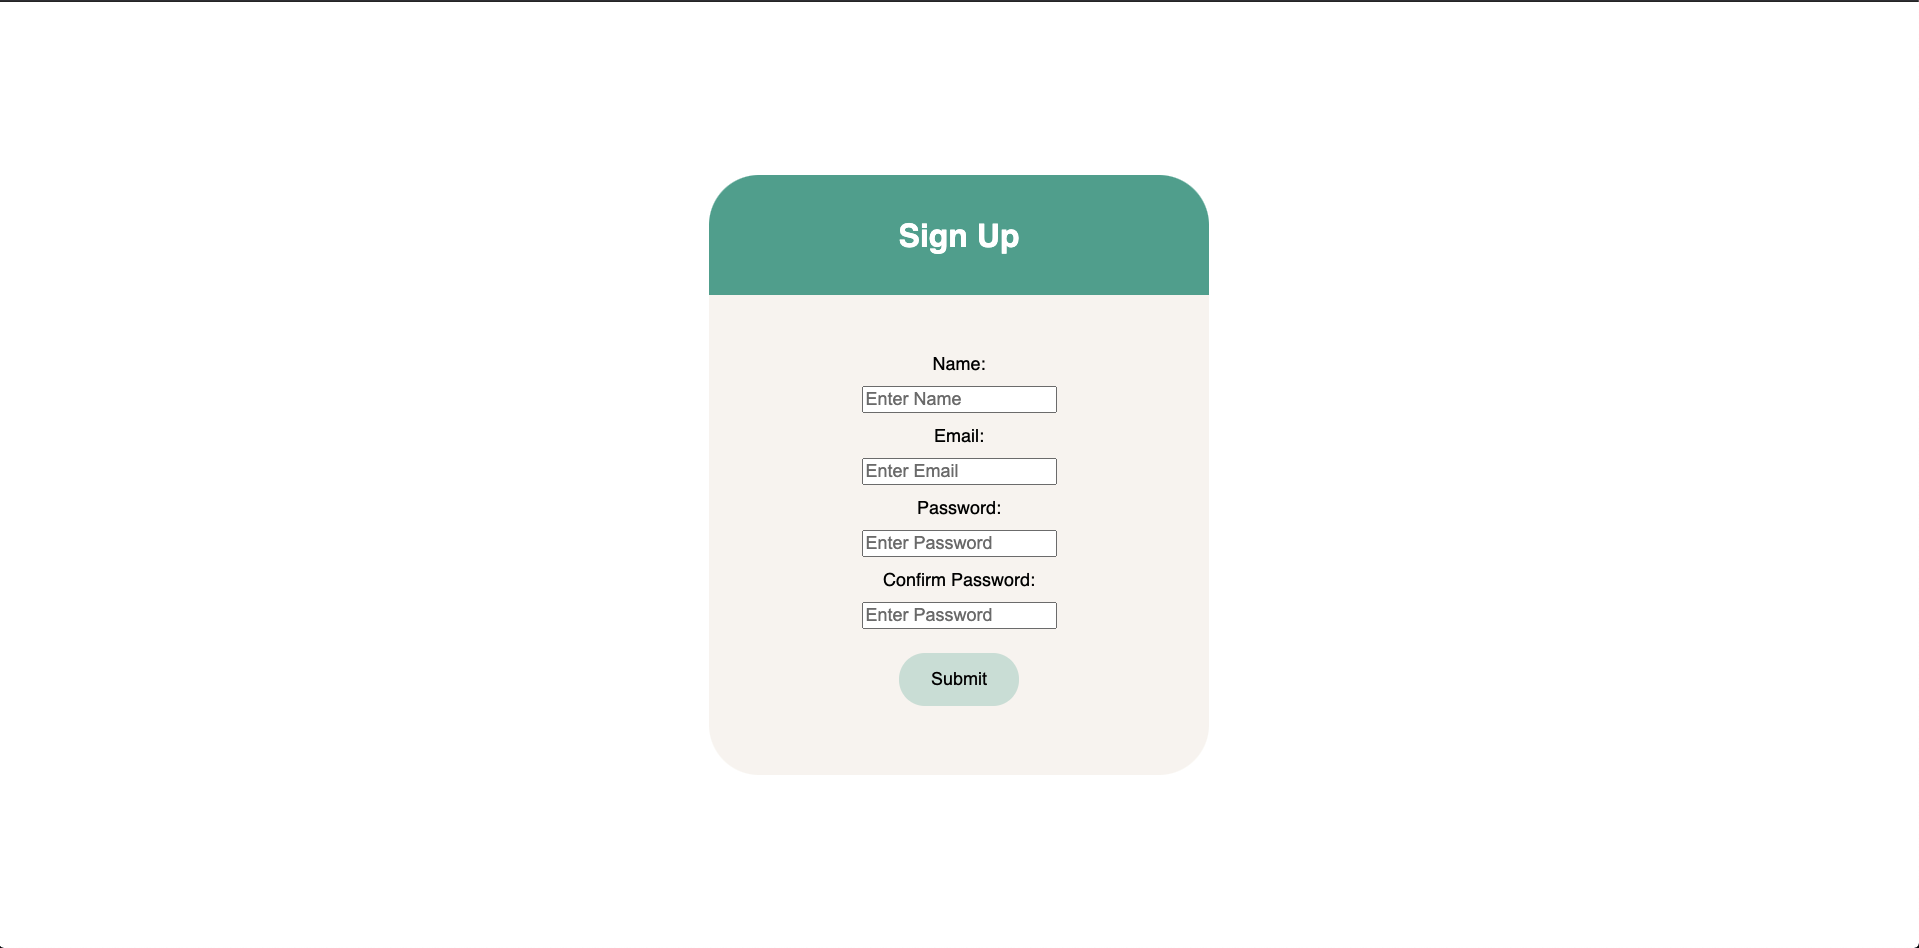 Sign Up
Name:
Enter Name
Email:
Enter Email
Password:
Enter Password
Confirm Password:
Enter Password
Submit